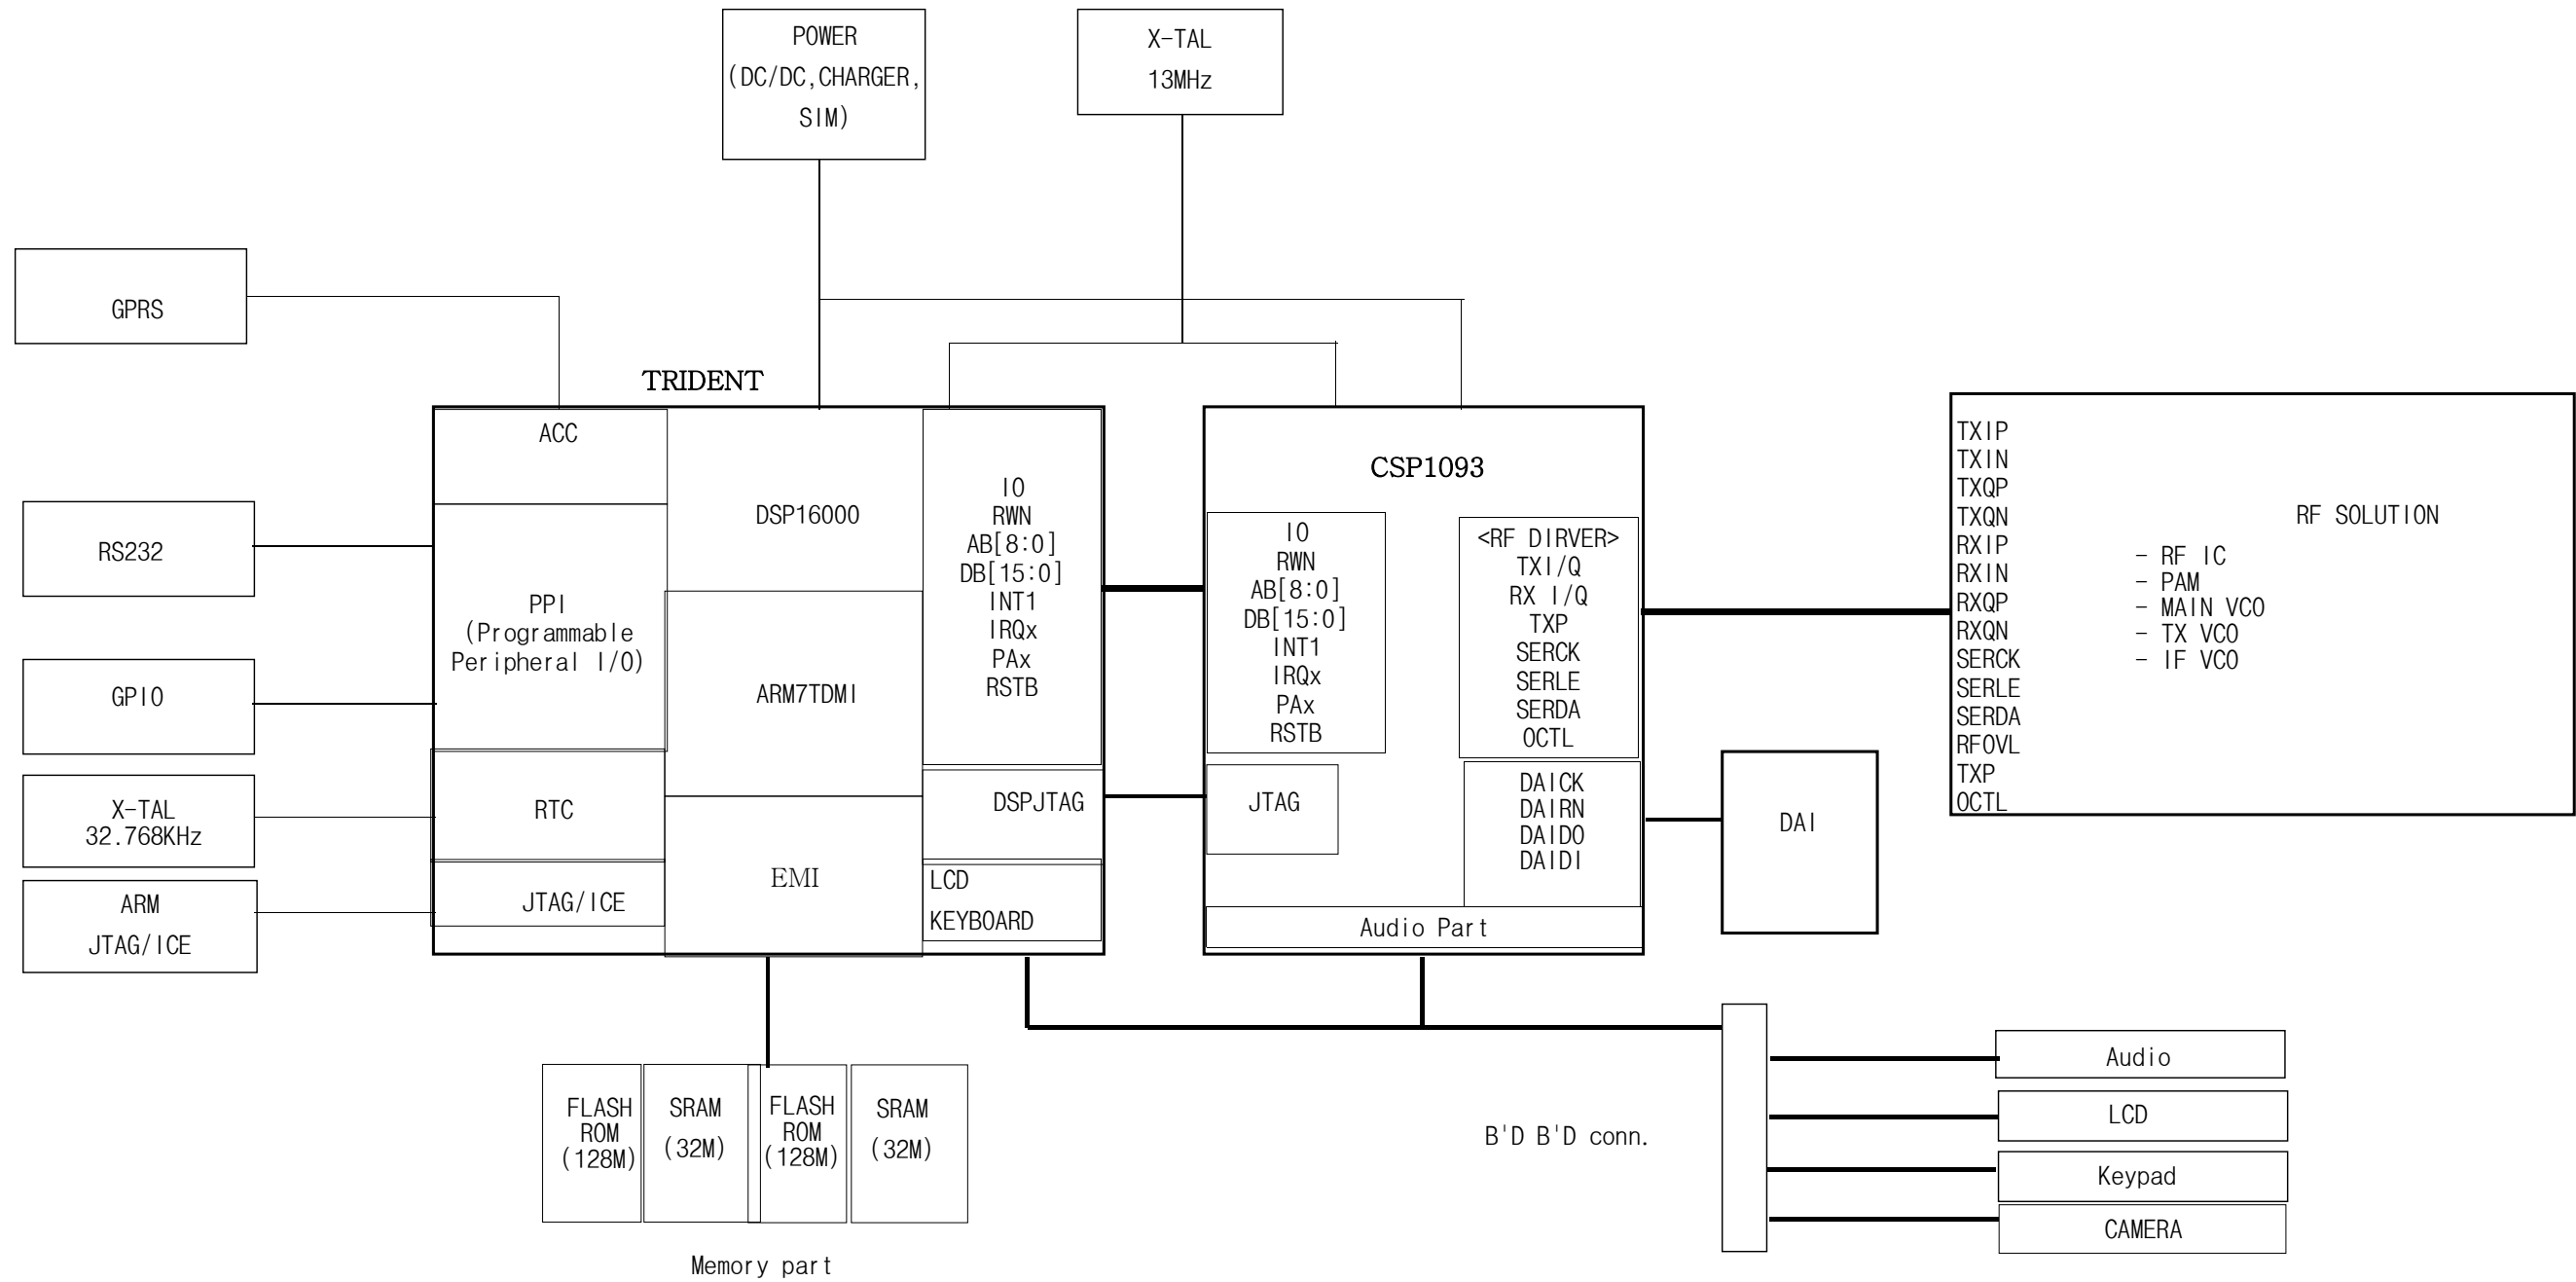 POWER
(DC/DC,CHARGER,
SIM)
X-TAL
13MHz
GPRS
TRIDENT
ACC
DSP16000
IO
RWN
AB[8:0]
DB[15:0]
INT1
IRQx
PAx
RSTB
PPI
(Programmable
Peripheral I/O)
ARM7TDMI
RTC
DSPJTAG
JTAG/ICE
EMI
LCD
KEYBOARD
RS232
GPIO
X-TAL
32.768KHz
ARM
JTAG/ICE
CSP1093
IO
RWN
AB[8:0]
DB[15:0]
INT1
IRQx
PAx
RSTB
<RF DIRVER>
TXI/Q
RX I/Q
TXP
SERCK
SERLE
SERDA
OCTL
JTAG
DAICK
DAIRN
DAIDO
DAIDI
Audio Part
DAI
TXIP
TXIN
TXQP
TXQN
RXIP
RXIN
RXQP
RXQN
SERCK
SERLE
SERDA
RFOVL
TXP
OCTL
RF SOLUTION
- RF IC
- PAM
- MAIN VCO
- TX VCO
- IF VCO
FLASH
ROM
(128M)
SRAM
(32M)
FLASH
ROM
(128M)
SRAM
(32M)
Memory part
B'D B'D conn.
Audio
LCD
Keypad
CAMERA